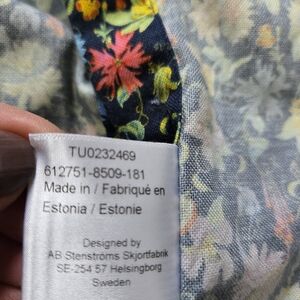 TU0232469
612751-8509-181
Made in / Fabriqué en
Estonia / Estonie
Designed by
AB Stenströms Skjortfabrik
SE-254 57 Helsingborg
Sweden